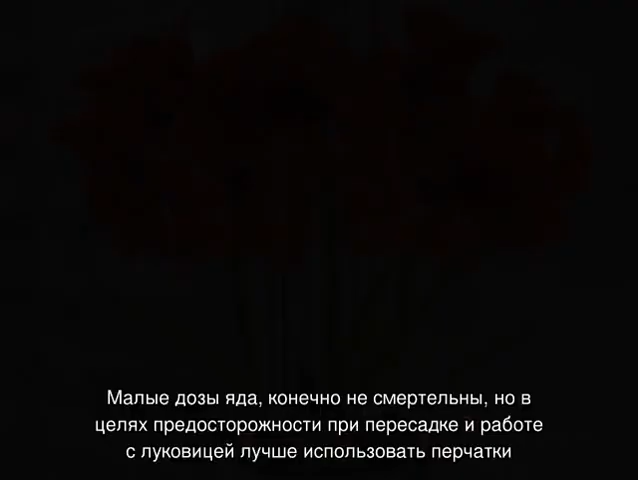 Малые дозы яда, конечно не смертельны, но в
целях предосторожности при пересадке и работе
с луковицей лучше использовать перчатки